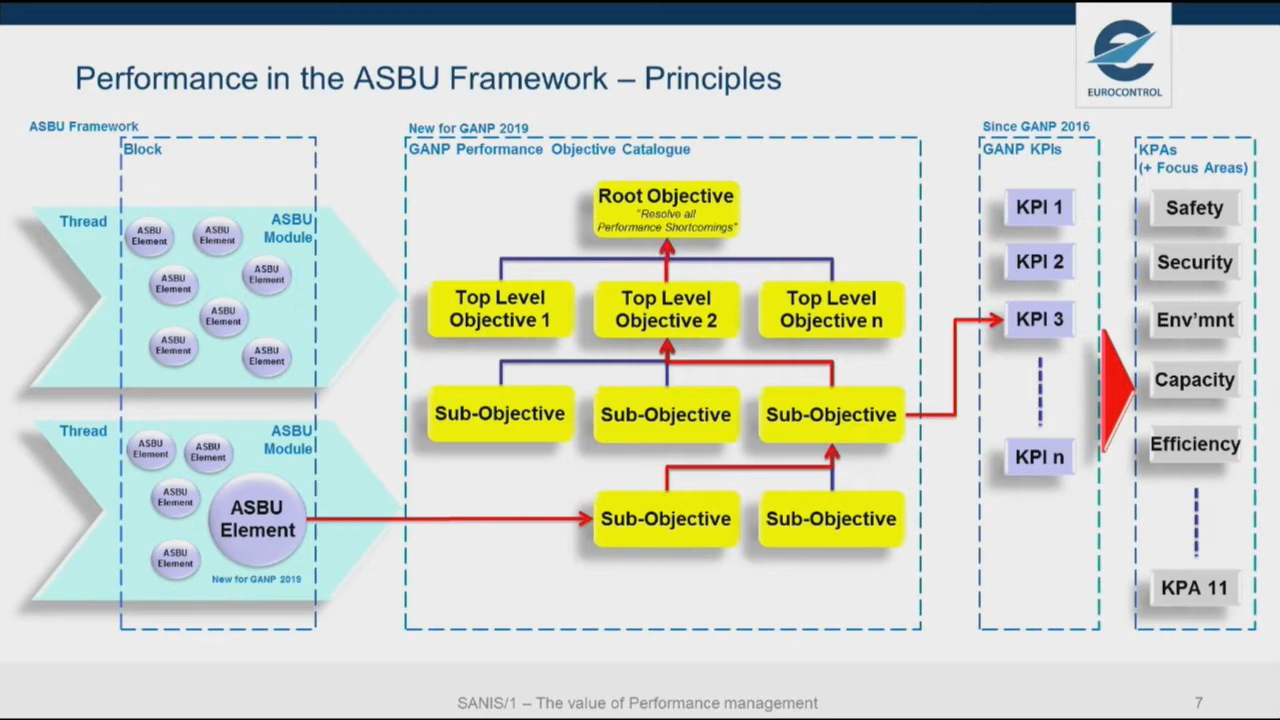 EUROCONTROL
Performance in the ASBU Framework – Principles
ASBU Framework
Block
Thread
ASBU
Module
ASBU
Element
ASBU
Element
ASBU
Element
ASBU
Element
ASBU
Element
ASBU
Element
ASBU
Element
Thread
ASBU
Module
ASBU
Element
ASBU
Element
ASBU
Element
ASBU
Element
ASBU
Element
New for GANP 2019
New for GANP 2019
GANP Performance Objective Catalogue
Root Objective
"Resolve all
Performance Shortcomings"
Top Level
Objective 1
Top Level
Objective 2
Top Level
Objective n
Sub-Objective
Sub-Objective
Sub-Objective
Sub-Objective
Sub-Objective
Since GANP 2016
GANP KPIs
KPI 1
KPI 2
KPI 3
KPI n
KPAs
(+ Focus Areas)
Safety
Security
Env'mnt
Capacity
Efficiency
KPA 11
SANIS/1 – The value of Performance management
7